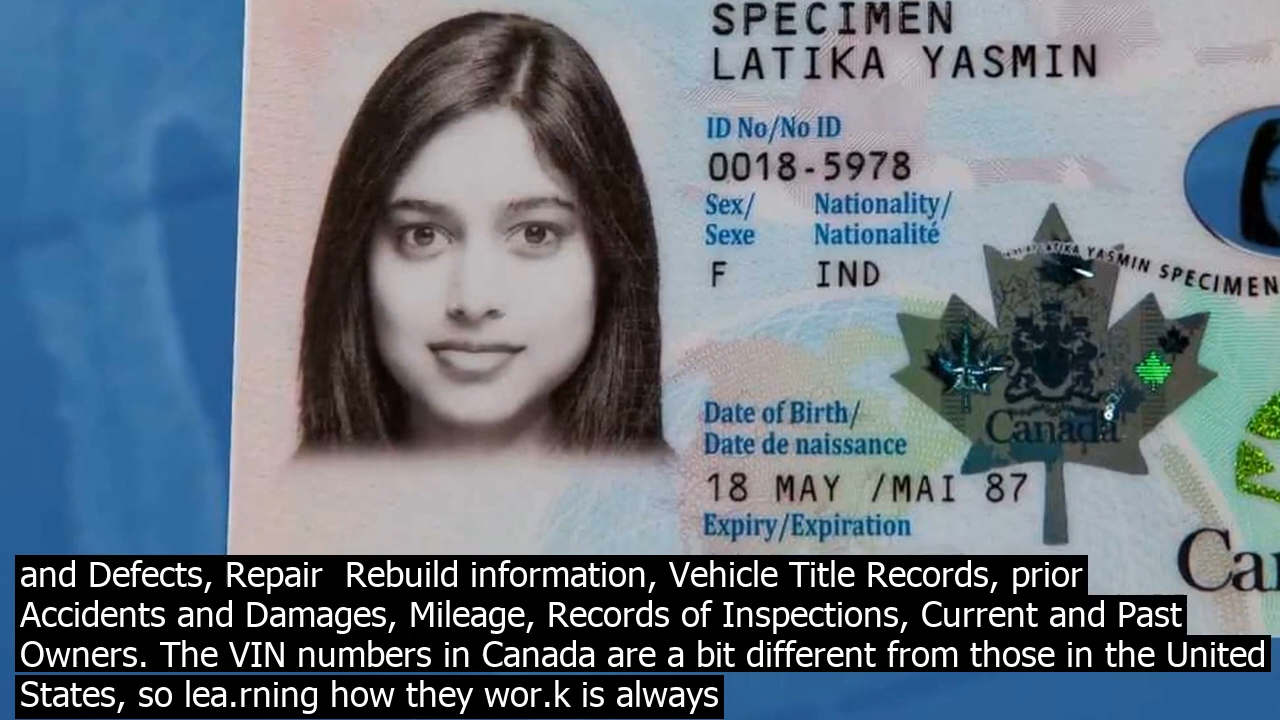 SPECIMEN
LATIKA YASMIN
ID No/No ID
0018-5978
Sex/ Nationality/
Sexe Nationalité
F IND
LATIKA YASMIN SPECIMEN
Date of Birth/
Date de naissance
Canada
18 MAY /MAI 87
Expiry/Expiration
Ca
and Defects, Repair  Rebuild information, Vehicle Title Records, prior
Accidents and Damages, Mileage, Records of Inspections, Current and Past
Owners. The VIN numbers in Canada are a bit different from those in the United
States, so lea.rning how they wor.k is always